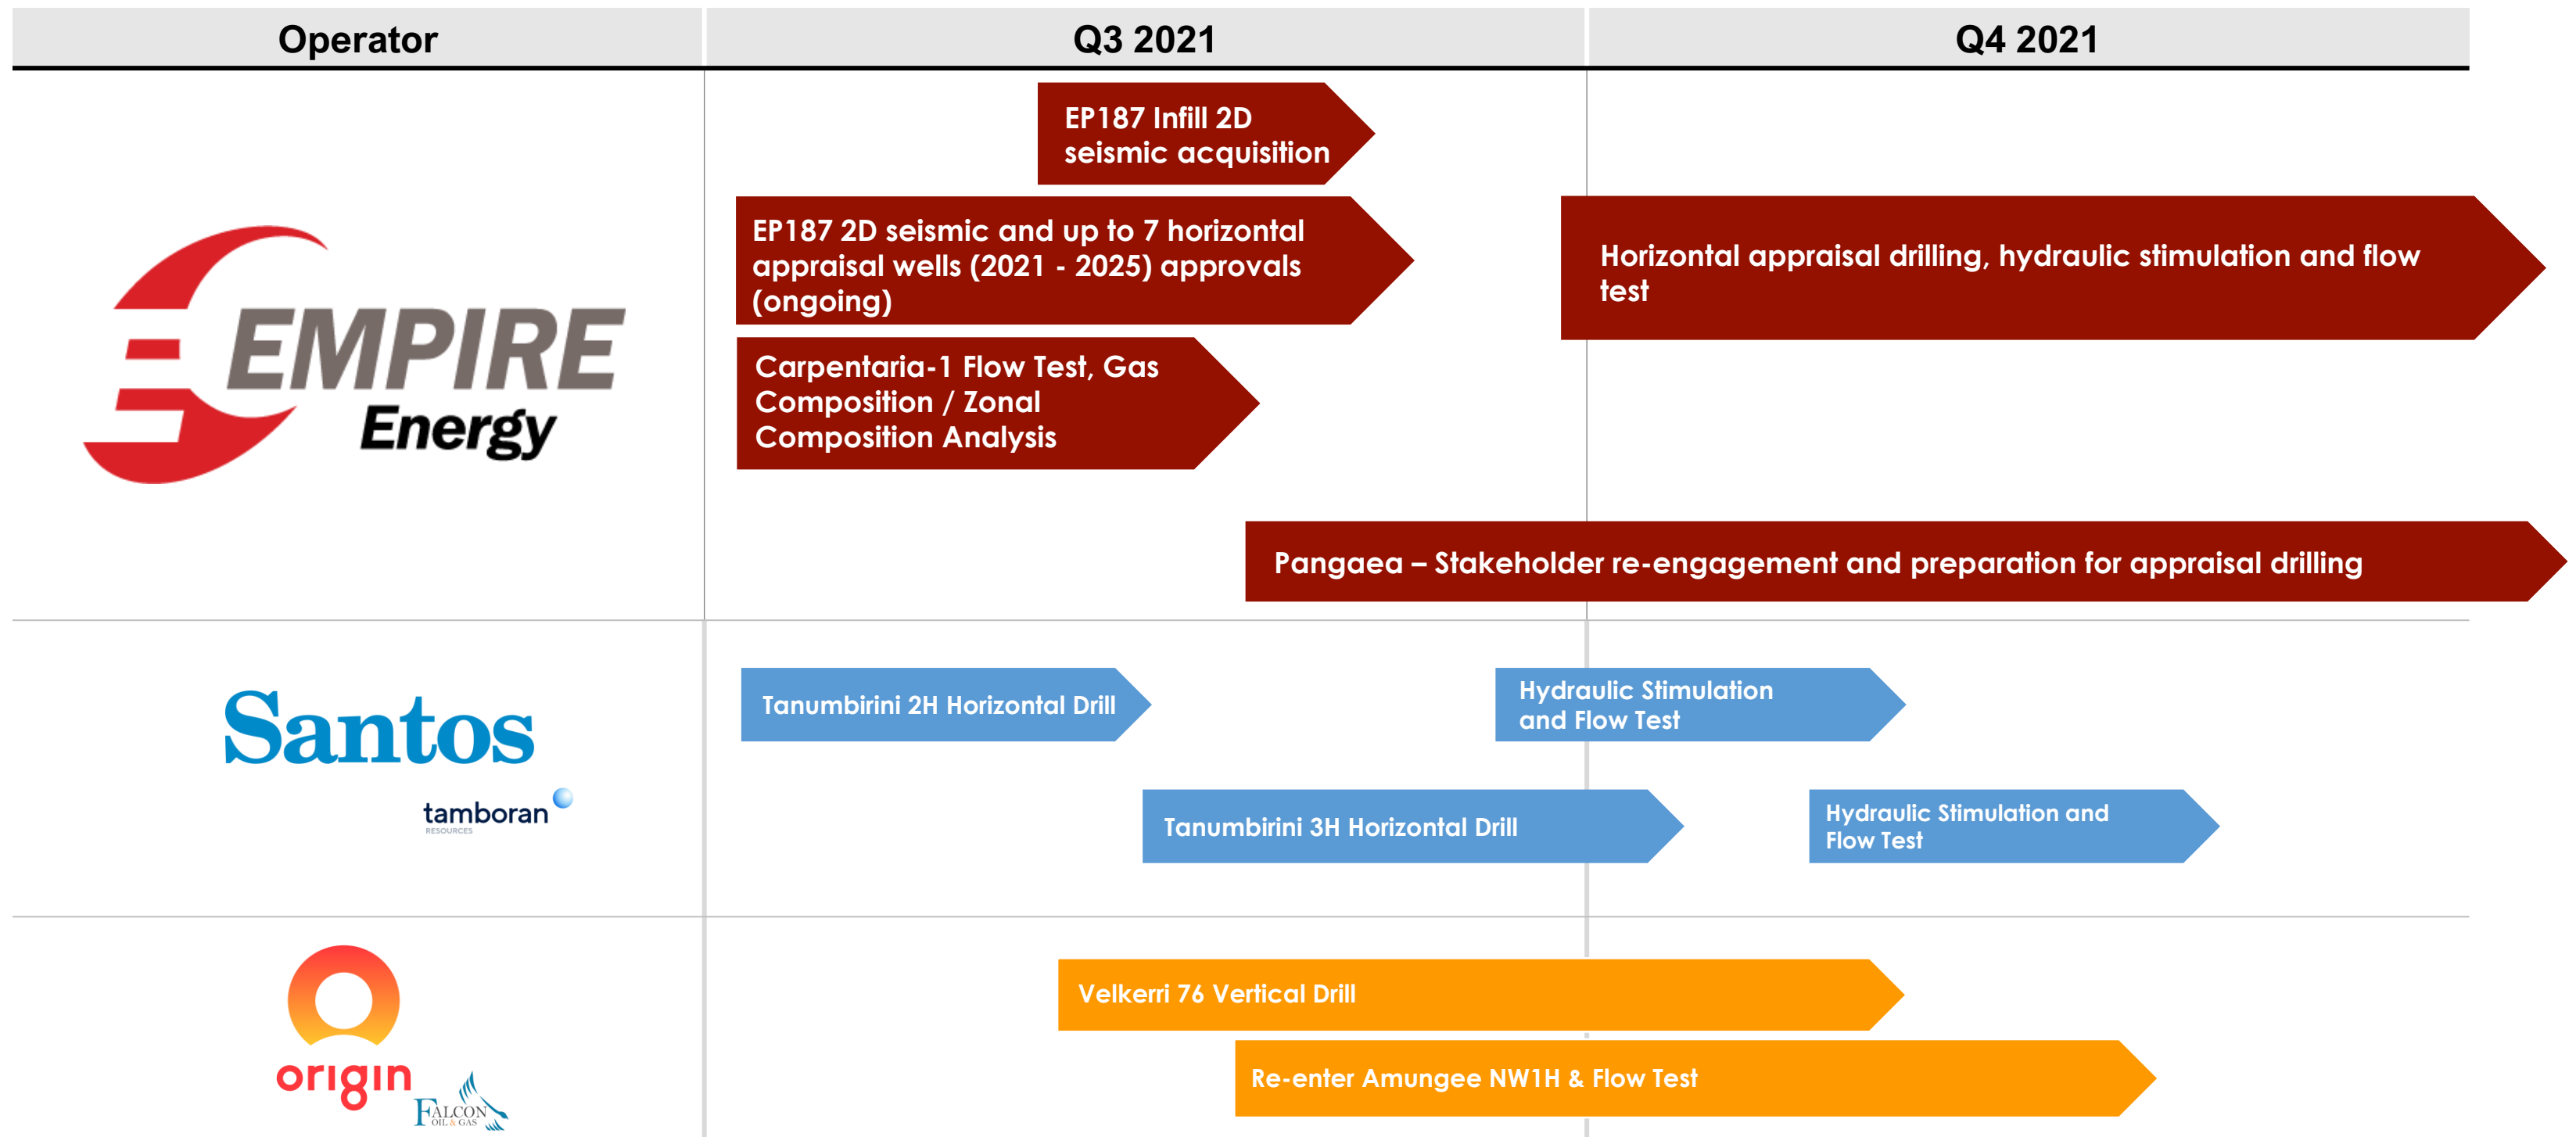 Operator
Q3 2021
Q4 2021
EP187 Infill 2D
seismic acquisition
EP187 2D seismic and up to 7 horizontal
appraisal wells (2021 - 2025) approvals
(ongoing)
Horizontal appraisal drilling, hydraulic stimulation and flow
test
EMPIRE
Energy
Carpentaria-1 Flow Test, Gas
Composition / Zonal
Composition Analysis
Pangaea – Stakeholder re-engagement and preparation for appraisal drilling
Santos
tamboran
RESOURCES
Tanumbirini 2H Horizontal Drill
Hydraulic Stimulation
and Flow Test
Tanumbirini 3H Horizontal Drill
Hydraulic Stimulation and
Flow Test
origin
FALCON
OIL & GAS
Velkerri 76 Vertical Drill
Re-enter Amungee NW1H & Flow Test